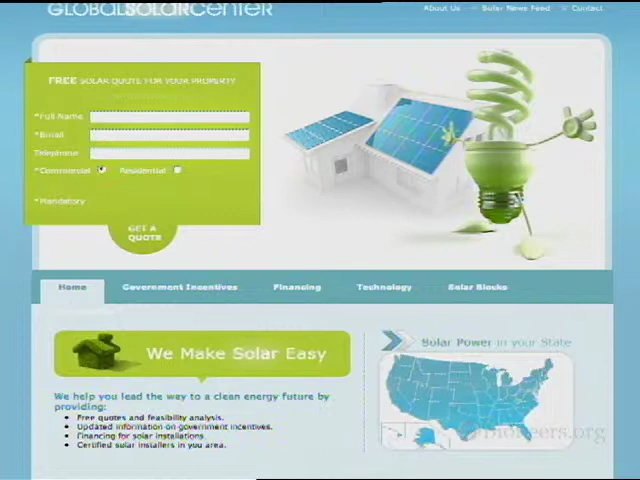 GLOBALSOLARCENTER
About Us
Solar News Feed
Contact
FREE SOLAR QUOTE FOR YOUR PROPERTY
*Full Name
*Email
Telephone
*Commercial
Residential
*Mandatory
GET A
QUOTE
Home
Government Incentives
Financing
Technology
Solar Blocks
We Make Solar Easy
Solar Power in your State
We help you lead the way to a clean energy future by
providing:
Free quotes and feasibility analysis.
Updated information on government incentives.
Financing for solar installations
Certified solar installers in you area.
Bioneers.org